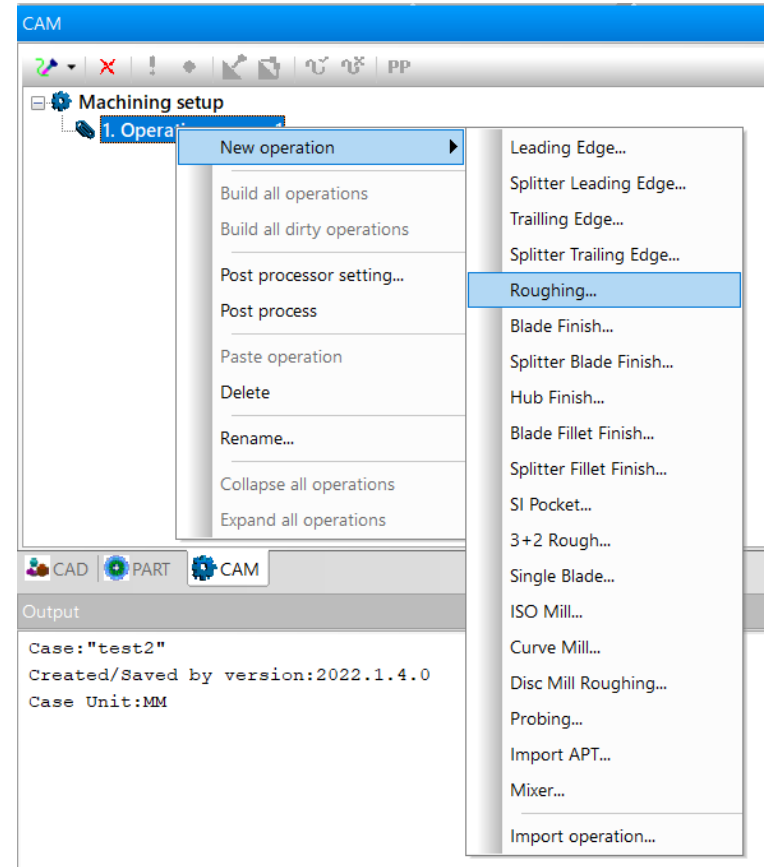 CAM
PP
Machining setup
1. Operati
New operation
Build all operations
Build all dirty operations
Post processor setting...
Post process
Paste operation
Delete
Rename...
Collapse all operations
Expand all operations
Leading Edge...
Splitter Leading Edge...
Trailling Edge...
Splitter Trailing Edge...
Roughing...
Blade Finish...
Splitter Blade Finish...
Hub Finish...
Blade Fillet Finish...
Splitter Fillet Finish...
SI Pocket...
3+2 Rough...
Single Blade...
ISO Mill...
Curve Mill...
Disc Mill Roughing...
Probing...
Import APT...
Mixer...
Import operation...
CAD PART CAM
Output
Case:"test2"
Created/Saved by version:2022.1.4.0
Case Unit:MM